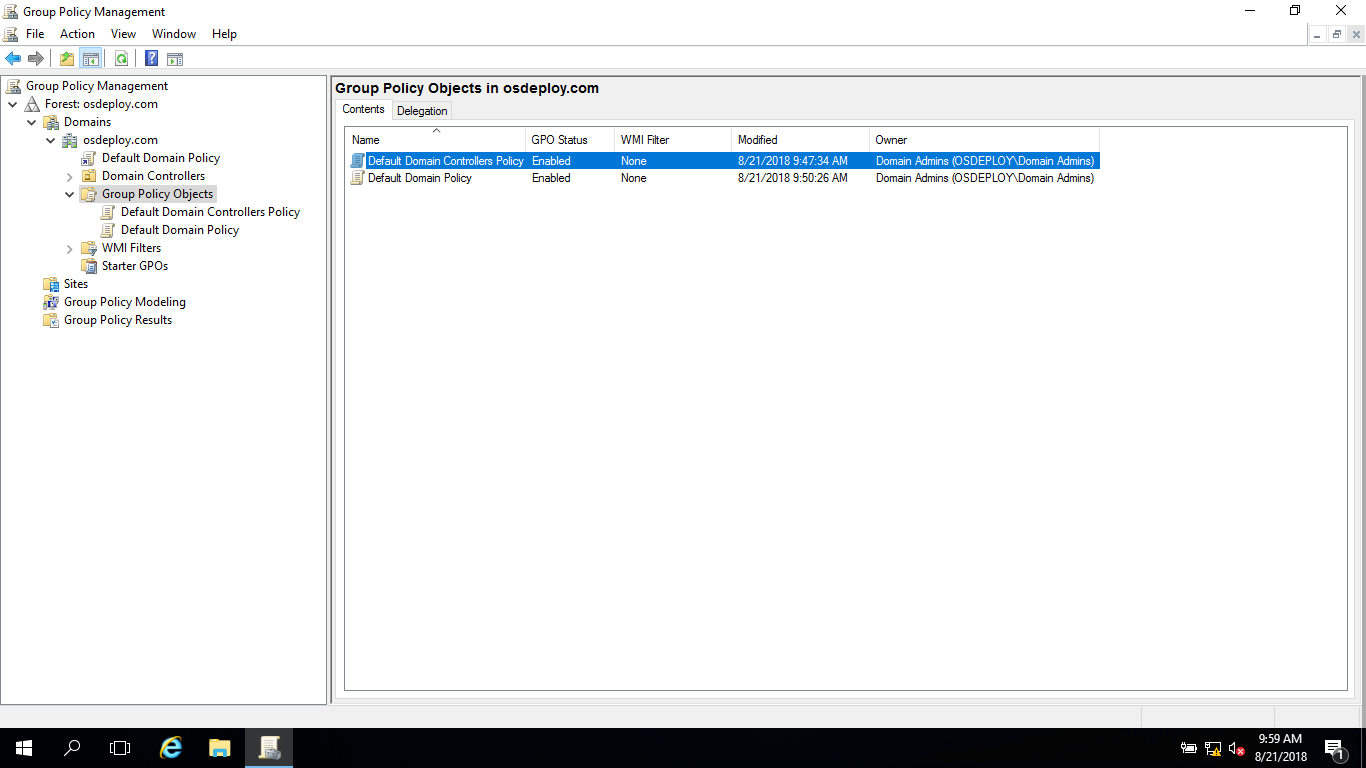 Group Policy Management
File Action View Window Help
Group Policy Management
Forest: osdeploy.com
Domains
osdeploy.com
Default Domain Policy
Domain Controllers
Group Policy Objects
Default Domain Controllers Policy
Default Domain Policy
WMI Filters
Starter GPOs
Sites
Group Policy Modeling
Group Policy Results
Group Policy Objects in osdeploy.com
Contents Delegation
Name GPO Status WMI Filter Modified Owner
Default Domain Controllers Policy Enabled None 8/21/2018 9:47:34 AM Domain Admins (OSDEPLOY\Domain Admins)
Default Domain Policy Enabled None 8/21/2018 9:50:26 AM Domain Admins (OSDEPLOY\Domain Admins)
9:59 AM
8/21/2018
1